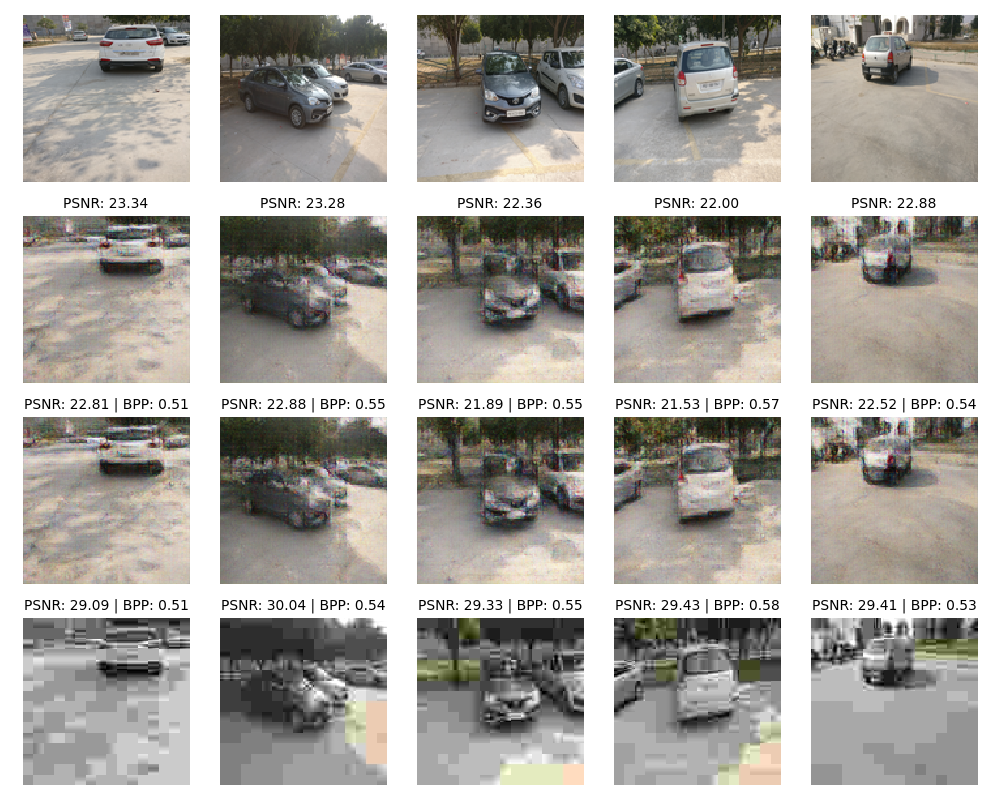 PSNR: 23.34
PSNR: 23.28
PSNR: 22.36
PSNR: 22.00
PSNR: 22.88
PSNR: 22.81 | BPP: 0.51
PSNR: 22.88 | BPP: 0.55
PSNR: 21.89 | BPP: 0.55
PSNR: 21.53 | BPP: 0.57
PSNR: 22.52 | BPP: 0.54
PSNR: 29.09 | BPP: 0.51
PSNR: 30.04 | BPP: 0.54
PSNR: 29.33 | BPP: 0.55
PSNR: 29.43 | BPP: 0.58
PSNR: 29.41 | BPP: 0.53